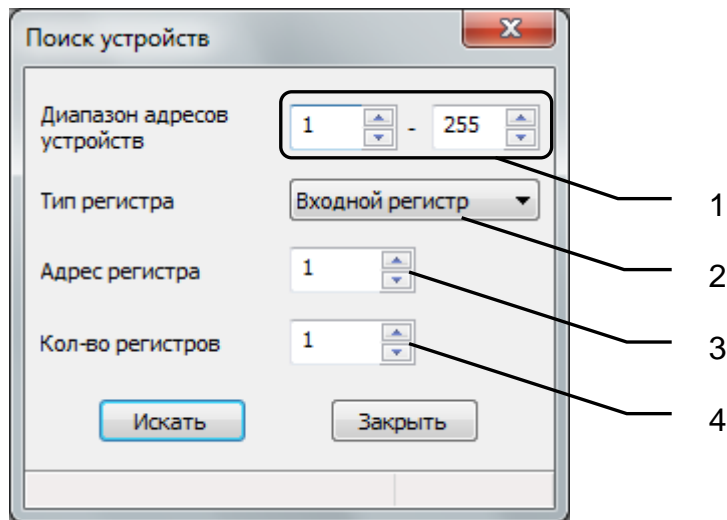 Поиск устройств
Диапазон адресов
устройств
1 - 255
1
Тип регистра
Входной регистр
2
Адрес регистра
1
3
Кол-во регистров
1
4
Искать
Закрыть